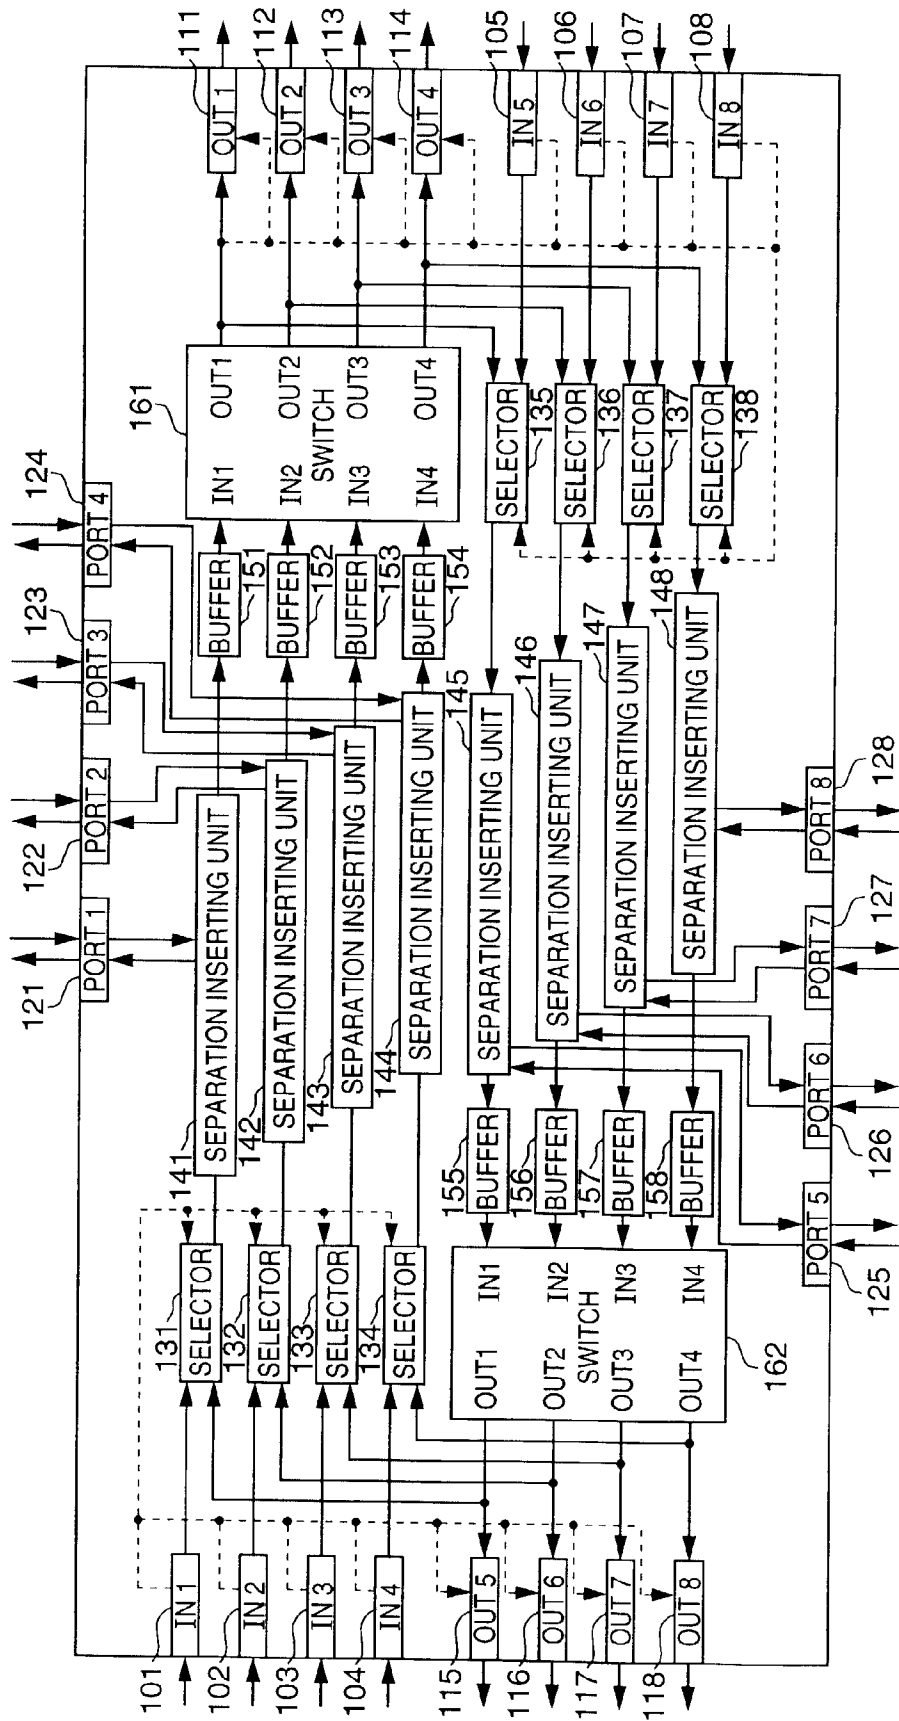 121
PORT 1
122
PORT 2
123
PORT 3
124
PORT 4
101
IN 1
102
IN 2
103
IN 3
104
IN 4
131
SELECTOR
132
SELECTOR
133
SELECTOR
134
SELECTOR
141
SEPARATION INSERTING UNIT
142
SEPARATION INSERTING UNIT
143
SEPARATION INSERTING UNIT
144
SEPARATION INSERTING UNIT
BUFFER
151
BUFFER
152
BUFFER
153
BUFFER
154
161
IN1 OUT1
IN2 OUT2
SWITCH
IN3 OUT3
IN4 OUT4
111
OUT 1
112
OUT 2
113
OUT 3
114
OUT 4
115
OUT 5
116
OUT 6
117
OUT 7
118
OUT 8
OUT1 IN1
OUT2 IN2
SWITCH
OUT3 IN3
OUT4 IN4
162
155
BUFFER
156
BUFFER
157
BUFFER
158
BUFFER
145
SEPARATION INSERTING UNIT
146
SEPARATION INSERTING UNIT
147
SEPARATION INSERTING UNIT
148
SEPARATION INSERTING UNIT
SELECTOR
135
SELECTOR
136
SELECTOR
137
SELECTOR
138
105
IN 5
106
IN 6
107
IN 7
108
IN 8
PORT 5
125
PORT 6
126
PORT 7
127
PORT 8
128